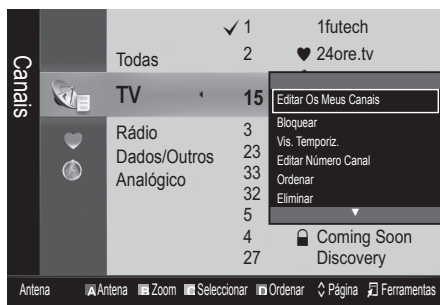 Canais
✓ 1 1futech
Todas 2 ♥ 24ore.tv
TV 15
Rádio 3
Dados/Outros 23
Analógico 33
32
5
4 Coming Soon
27 Discovery
Editar Os Meus Canais
Bloquear
Vis. Temporiz.
Editar Número Canal
Ordenar
Eliminar
▼
Antena A Antena B Zoom C Seleccionar D Ordenar Página Ferramentas